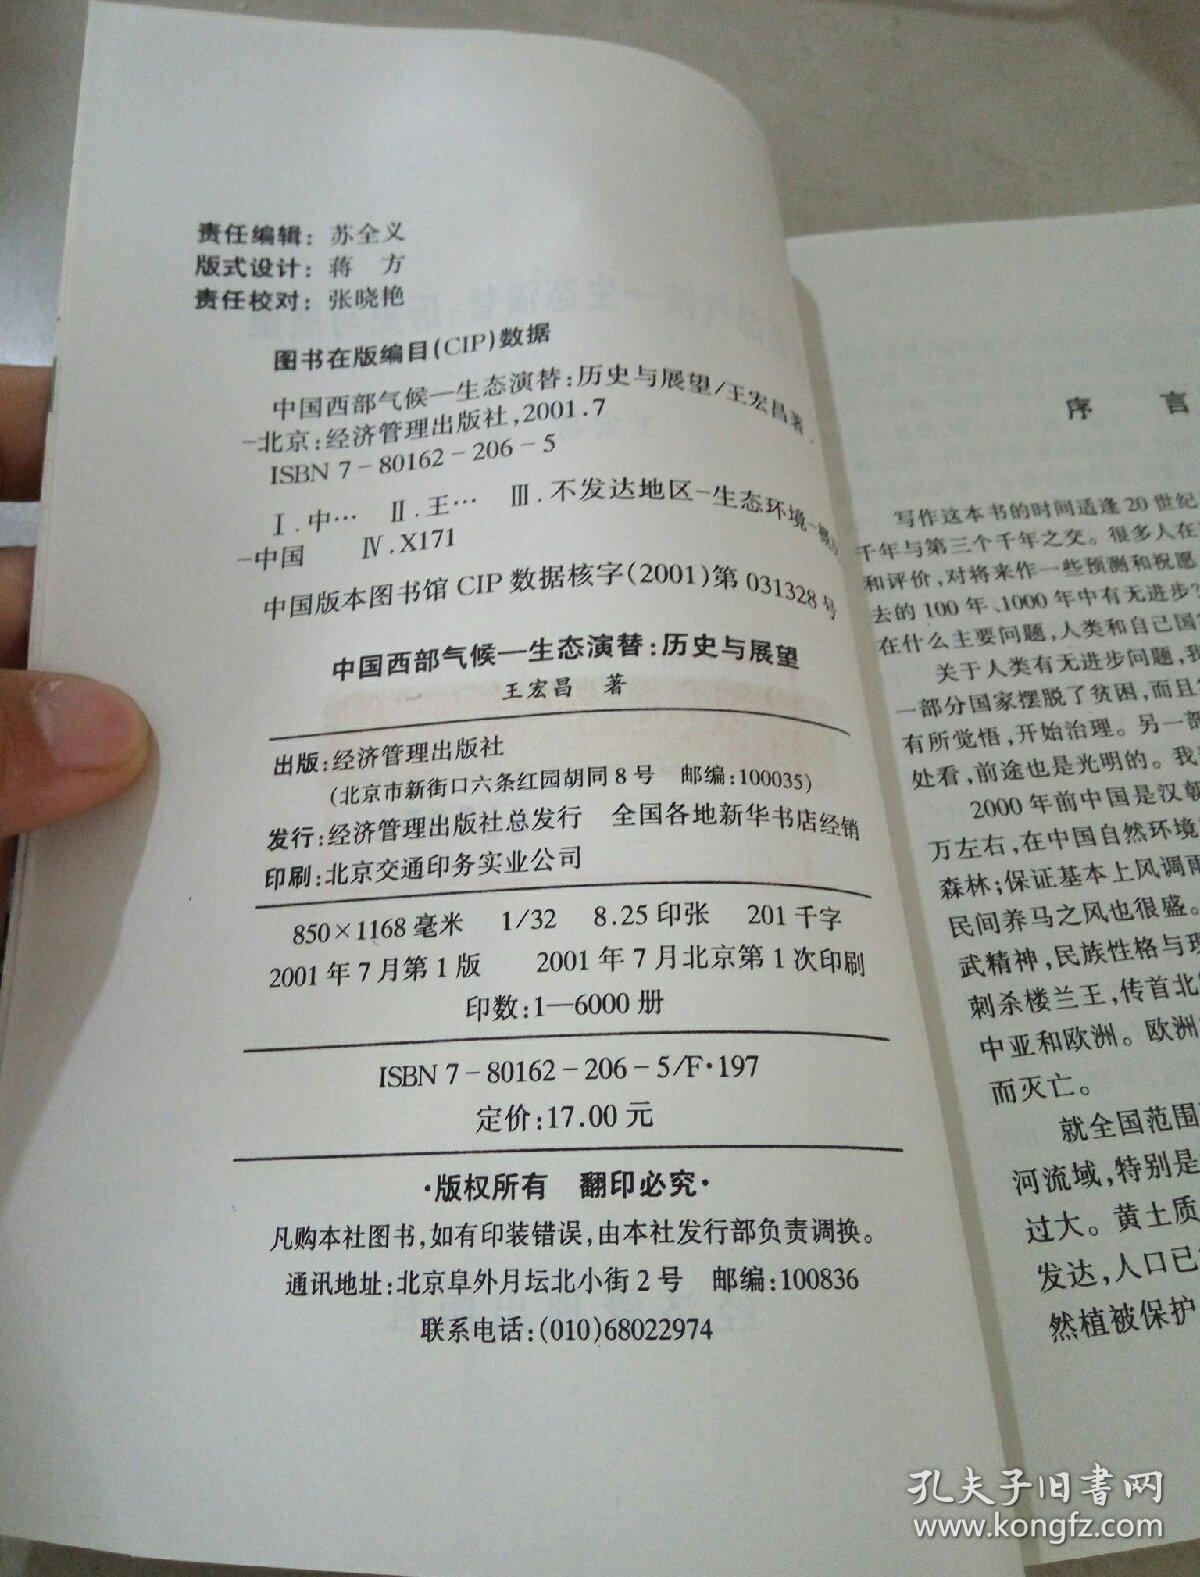 责任编辑：苏全义
版式设计：蒋　方
责任校对：张晓艳
图书在版编目(CIP)数据
中国西部气候—生态演替：历史与展望/王宏昌著.
-北京：经济管理出版社,2001.7
ISBN 7-80162-206-5
Ⅰ.中… Ⅱ.王… Ⅲ.不发达地区-生态环境-
-中国 Ⅳ.X171
中国版本图书馆CIP数据核字(2001)第031328号
中国西部气候—生态演替：历史与展望
王宏昌　著
出版：经济管理出版社
(北京市新街口六条红园胡同8号　邮编:100035)
发行：经济管理出版社总发行　全国各地新华书店经销
印刷：北京交通印务实业公司
850×1168毫米　1/32　8.25印张　201千字
2001年7月第1版　2001年7月北京第1次印刷
印数：1—6000册
ISBN 7-80162-206-5/F·197
定价：17.00元
·版权所有　翻印必究·
凡购本社图书,如有印装错误,由本社发行部负责调换。
通讯地址：北京阜外月坛北小街2号　邮编:100836
联系电话：(010)68022974
序　言
写作这本书的时间适逢20世纪
千年与第三个千年之交。很多人在
和评价,对将来作一些预测和祝愿
去的100年、1000年中有无进步
在什么主要问题,人类和自己国
关于人类有无进步问题,我
一部分国家摆脱了贫困,而且
有所觉悟,开始治理。另一部
处看,前途也是光明的。我
2000年前中国是汉朝
万左右,在中国自然环境
森林;保证基本上风调雨
民间养马之风也很盛。
武精神,民族性格与现
刺杀楼兰王,传首北
中亚和欧洲。欧洲
而灭亡。
就全国范围
河流域,特别是
过大。黄土质
发达,人口已
然植被保护
孔夫子旧书网
www.kongfz.com